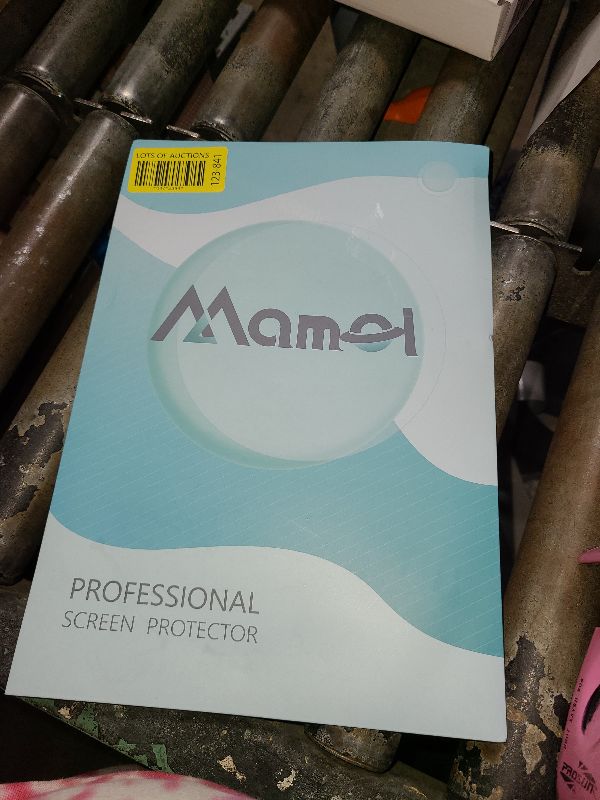 LOTS OF AUCTIONS
123 841
Mamol
PROFESSIONAL
SCREEN PROTECTOR